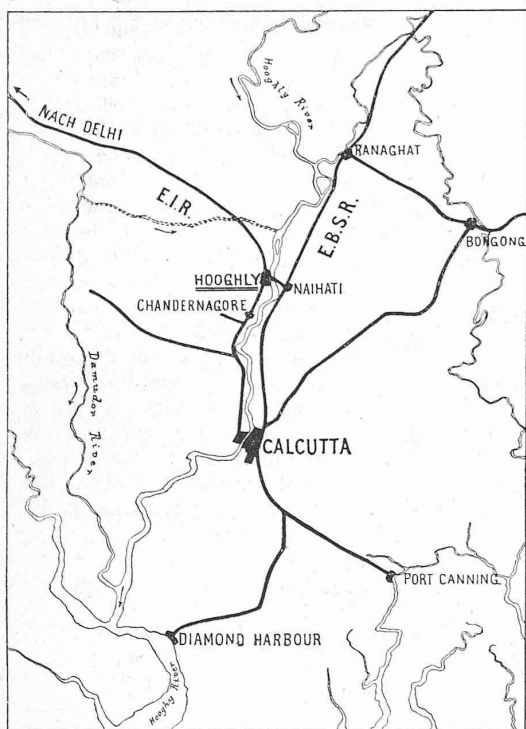 Hooghly River
NACH DELHI
RANAGHAT
E.I.R.
E.B.S.R.
BONGONG
HOOGHLY
NAIHATI
CHANDERNAGORE
Damudor River
CALCUTTA
PORT CANNING
DIAMOND HARBOUR
Hooghly River